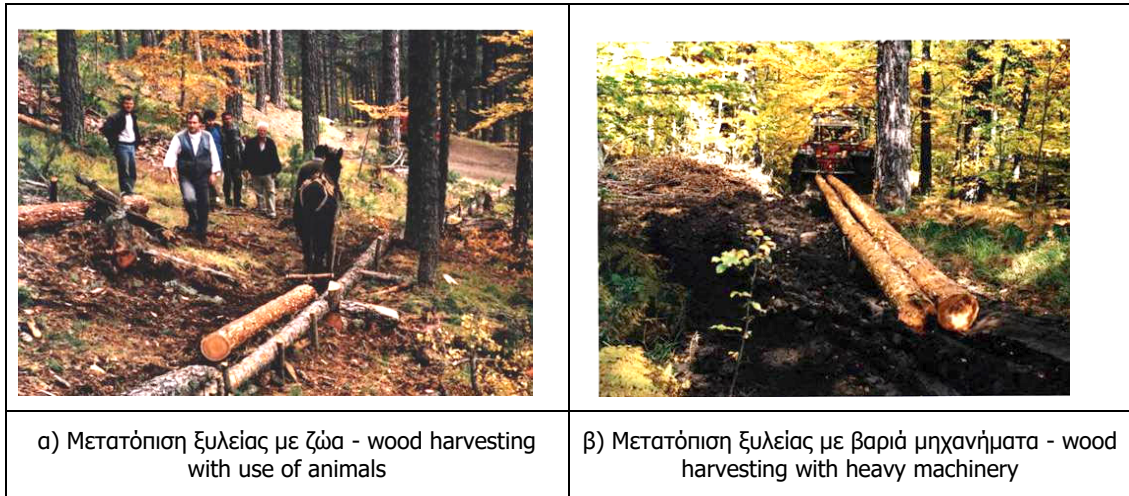 α) Μετατόπιση ξυλείας με ζώα - wood harvesting
with use of animals
β) Μετατόπιση ξυλείας με βαριά μηχανήματα - wood
harvesting with heavy machinery